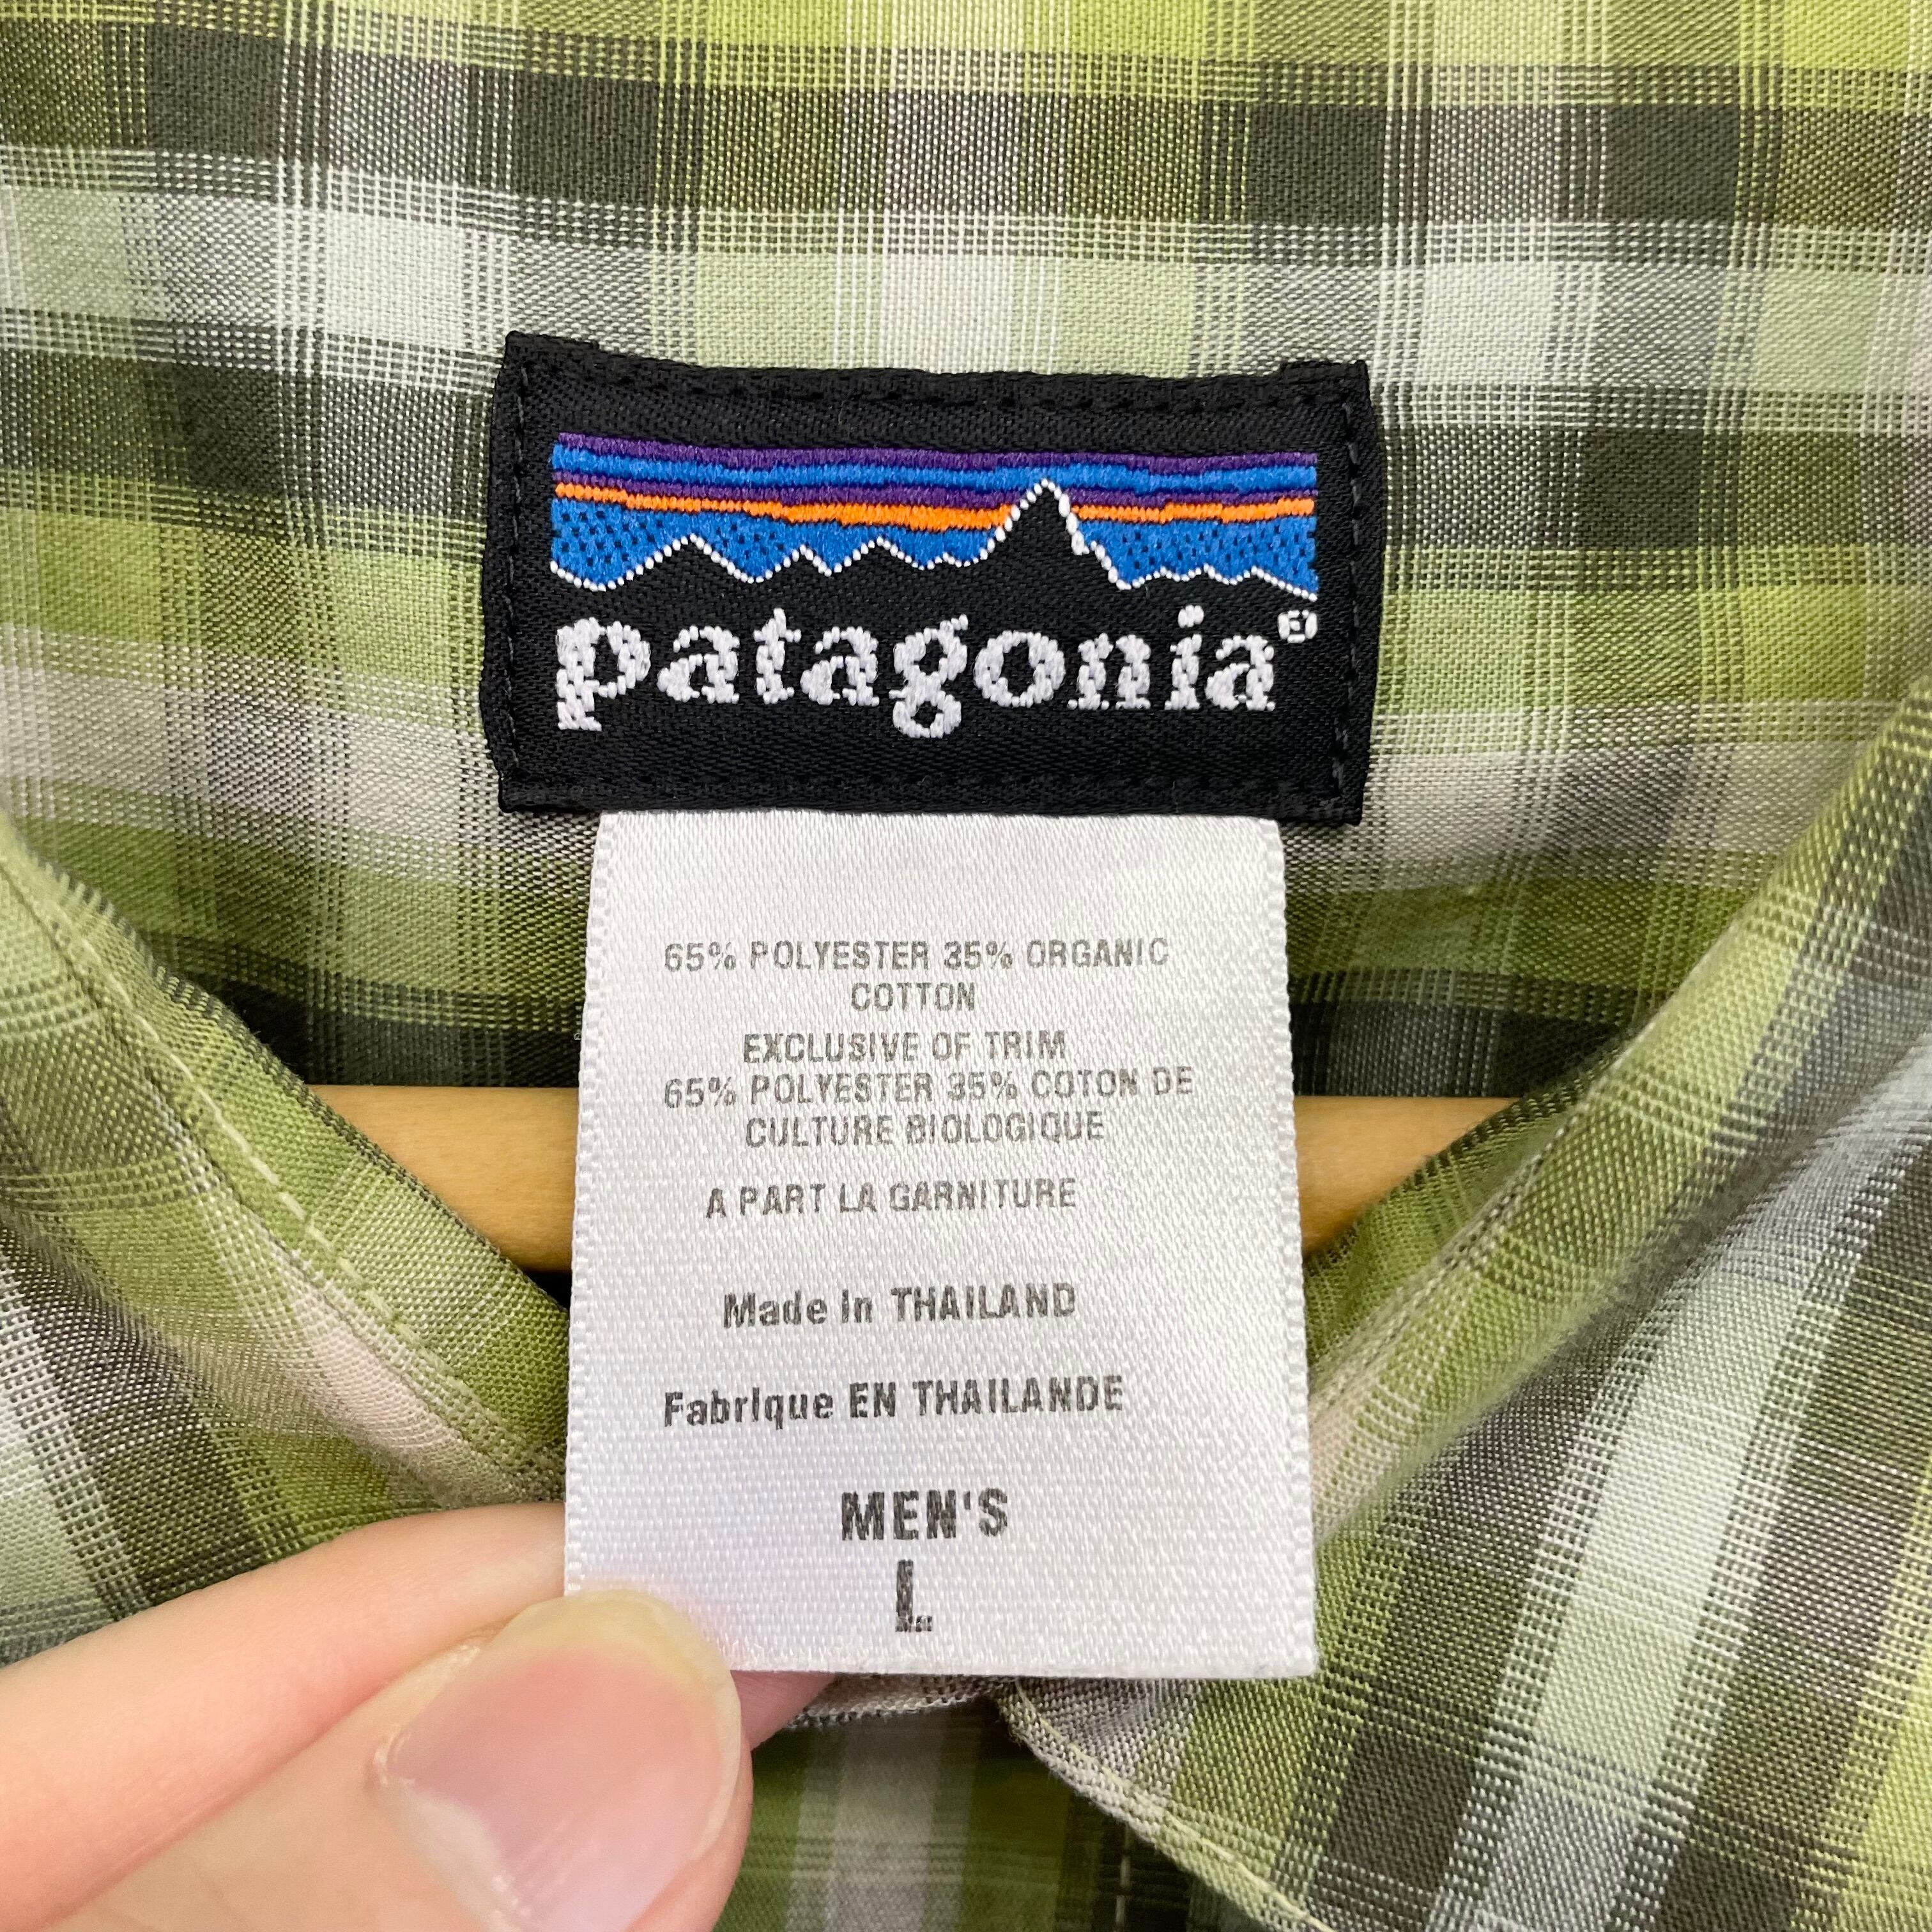 patagonia®
65% POLYESTER 35% ORGANIC
COTTON
EXCLUSIVE OF TRIM
65% POLYESTER 35% COTON DE
CULTURE BIOLOGIQUE
A PART LA GARNITURE
Made In THAILAND
Fabrique EN THAILANDE
MEN'S
L